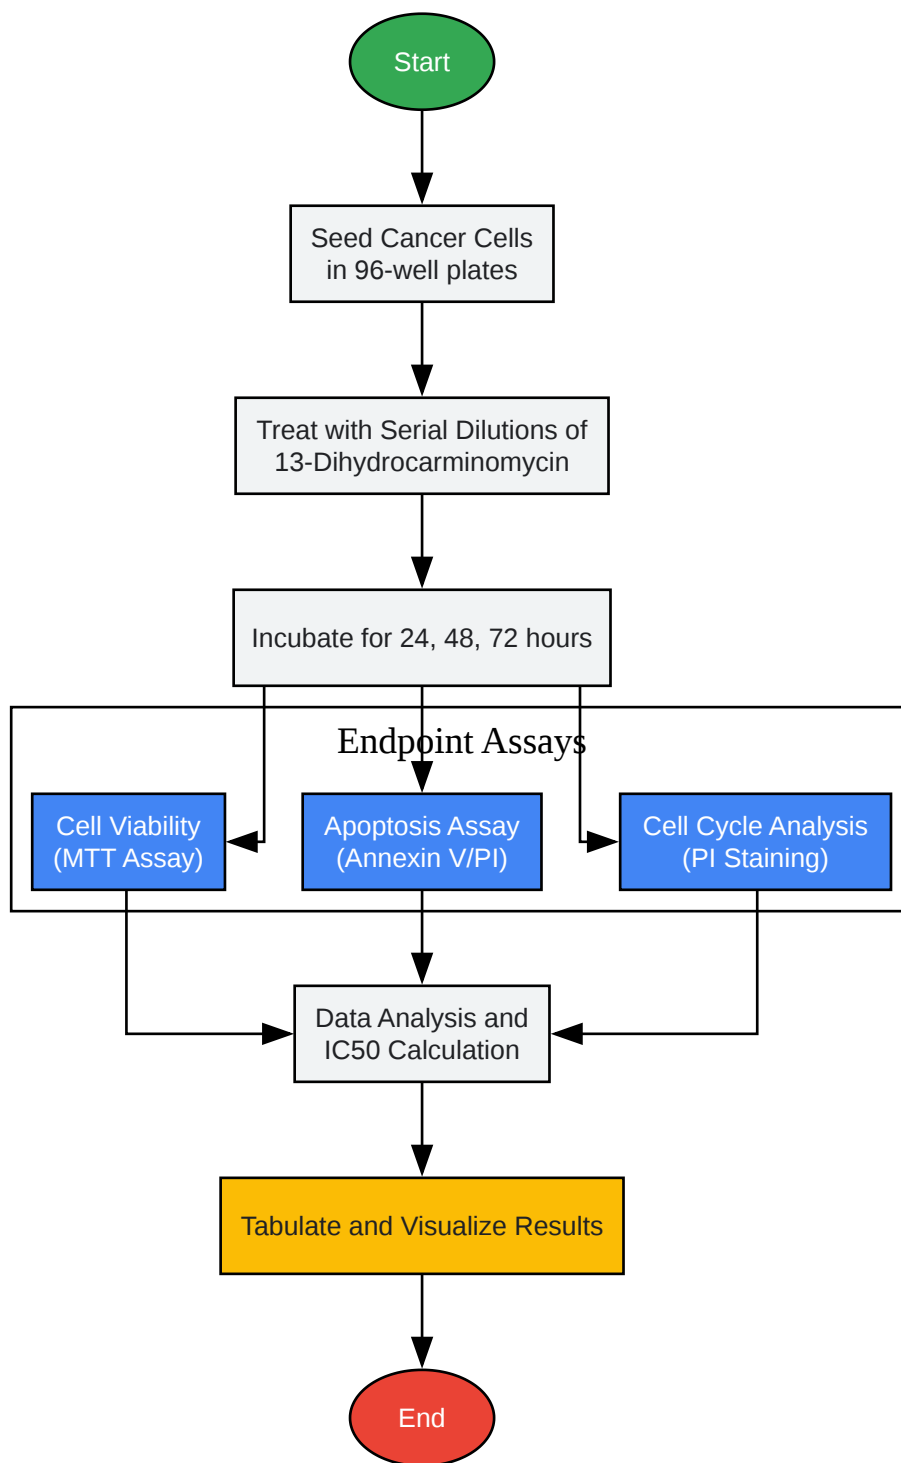 Start
Seed Cancer Cells
in 96-well plates
Treat with Serial Dilutions of
13-Dihydrocarminomycin
Incubate for 24, 48, 72 hours
Endpoint Assays
Cell Viability
(MTT Assay)
Apoptosis Assay
(Annexin V/PI)
Cell Cycle Analysis
(PI Staining)
Data Analysis and
IC50 Calculation
Tabulate and Visualize Results
End